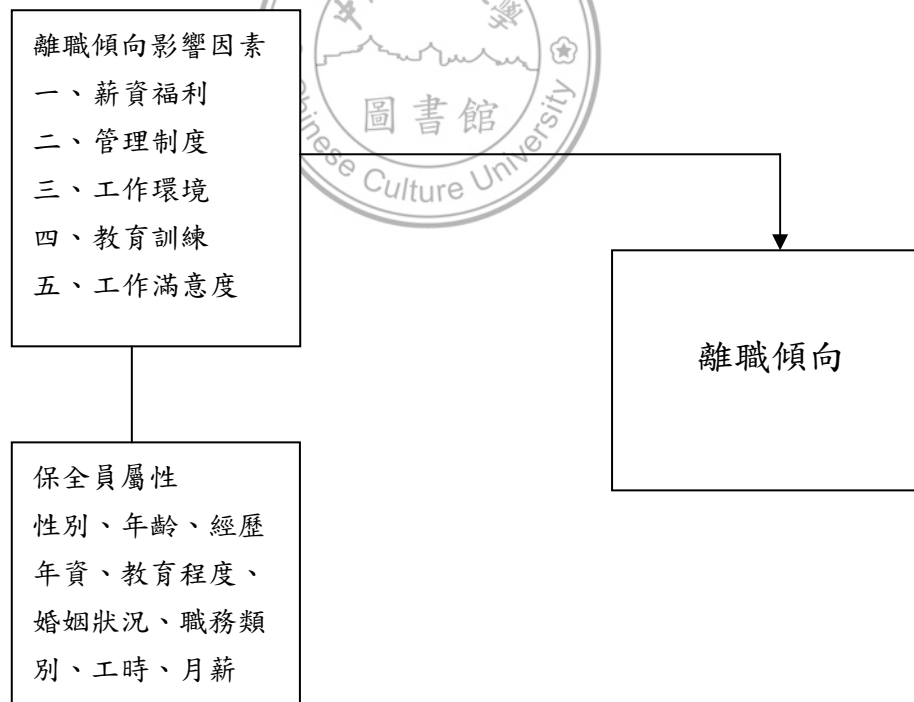 離職傾向影響因素
一、薪資福利
二、管理制度
三、工作環境
四、教育訓練
五、工作滿意度
圖書館
Chinese Culture University
離職傾向
保全員屬性
性別、年齡、經歷
年資、教育程度、
婚姻狀況、職務類
別、工時、月薪